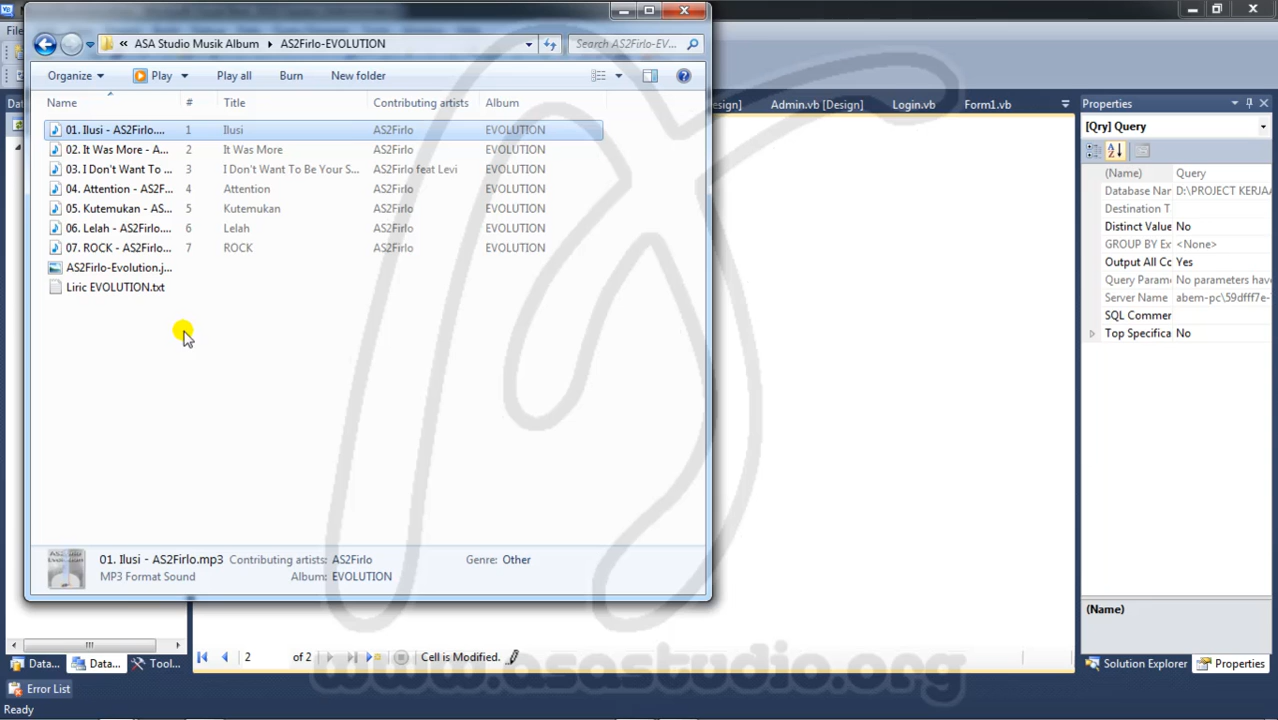 File
ASA Studio Musik Album
AS2Firlo-EVOLUTION
Search AS2Firlo-EV...
Organize
Play
Play all
Burn
New folder
Name # Title Contributing artists Album
01. Ilusi - AS2Firlo.... 1 Ilusi AS2Firlo EVOLUTION
02. It Was More - A... 2 It Was More AS2Firlo EVOLUTION
03. I Don't Want To ... 3 I Don't Want To Be Your S... AS2Firlo feat Levi EVOLUTION
04. Attention - AS2F... 4 Attention AS2Firlo EVOLUTION
05. Kutemukan - AS... 5 Kutemukan AS2Firlo EVOLUTION
06. Lelah - AS2Firlo.... 6 Lelah AS2Firlo EVOLUTION
07. ROCK - AS2Firlo... 7 ROCK AS2Firlo EVOLUTION
AS2Firlo-Evolution.j...
Liric EVOLUTION.txt
01. Ilusi - AS2Firlo.mp3 Contributing artists: AS2Firlo Genre: Other
MP3 Format Sound Album: EVOLUTION
esign] Admin.vb [Design] Login.vb Form1.vb
Properties
[Qry] Query
(Name) Query
Database Nar D:\PROJECT KERJA
Destination T
Distinct Value No
GROUP BY Ex <None>
Output All Co Yes
Query Param No parameters have
Server Name abem-pc\59dfff7e-
SQL Commer
Top Specifica No
(Name)
2 of 2 Cell is Modified.
Data... Data... Tool...
Solution Explorer Properties
Error List
Ready
www.asastudio.org